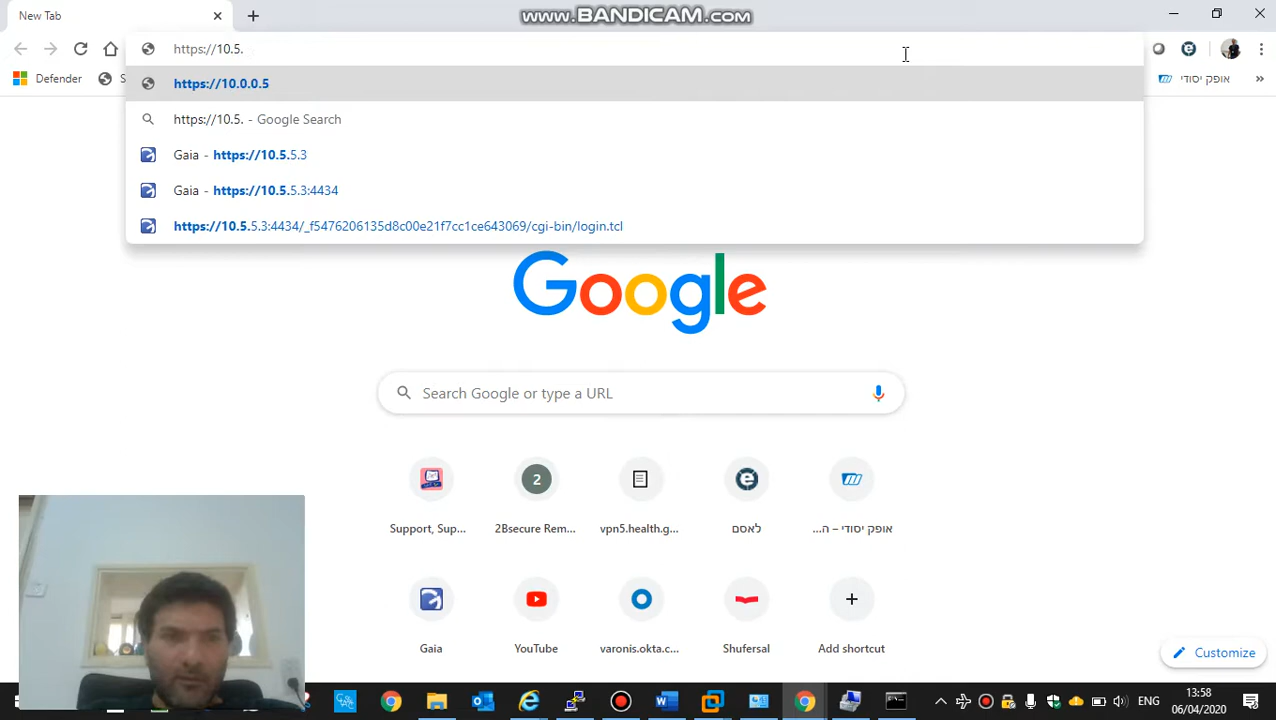 New Tab
www.BANDICAM.com
https://10.5.
Defender
S
אופק יסודי
»
https://10.0.0.5
https://10.5. - Google Search
Gaia - https://10.5.5.3
Gaia - https://10.5.5.3:4434
https://10.5.5.3:4434/_f5476206135d8c00e21f7cc1ce643069/cgi-bin/login.tcl
Google
Search Google or type a URL
2
Support, Sup...
2Bsecure Rem...
vpn5.health.g...
לאסם
אופק יסודי – ה...
Gaia
YouTube
varonis.okta.c...
Shufersal
Add shortcut
Customize
ENG
13:58
06/04/2020